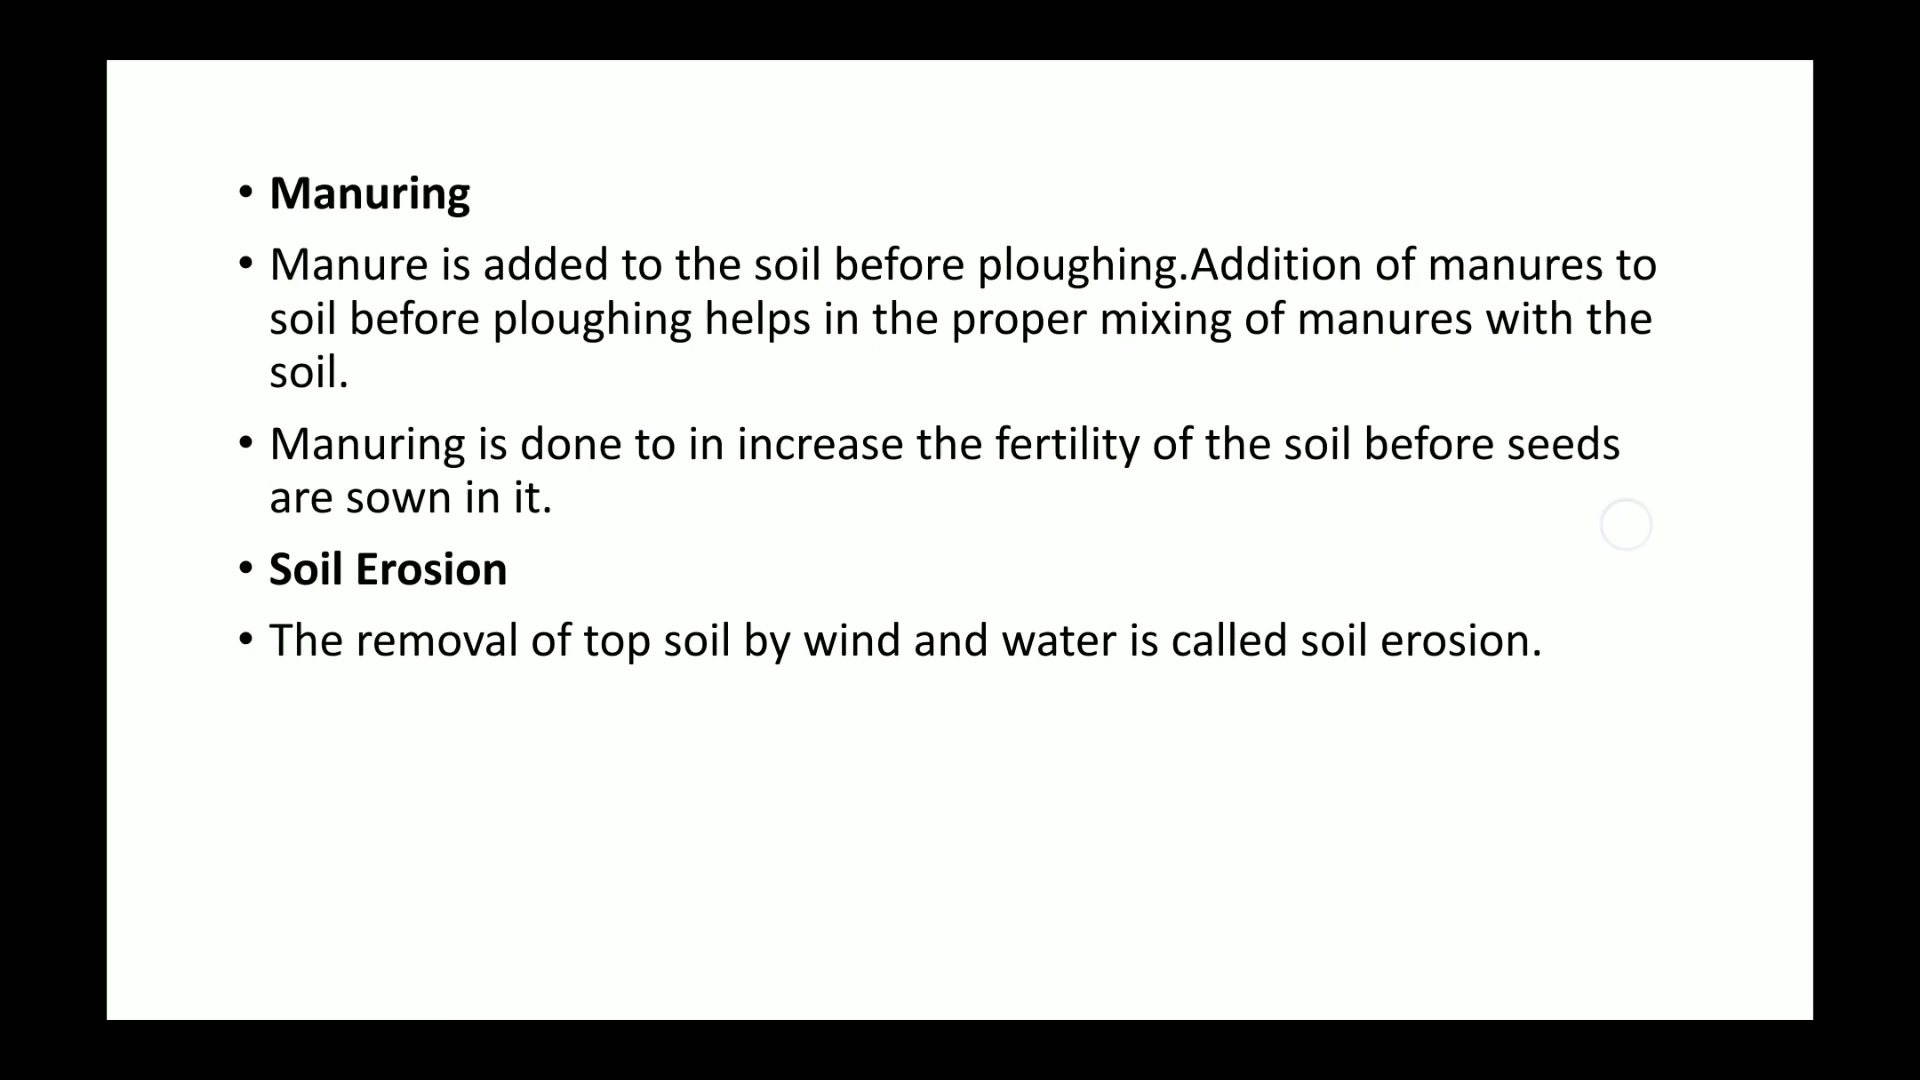 • Manuring
• Manure is added to the soil before ploughing.Addition of manures to
soil before ploughing helps in the proper mixing of manures with the
soil.
• Manuring is done to in increase the fertility of the soil before seeds
are sown in it.
• Soil Erosion
• The removal of top soil by wind and water is called soil erosion.